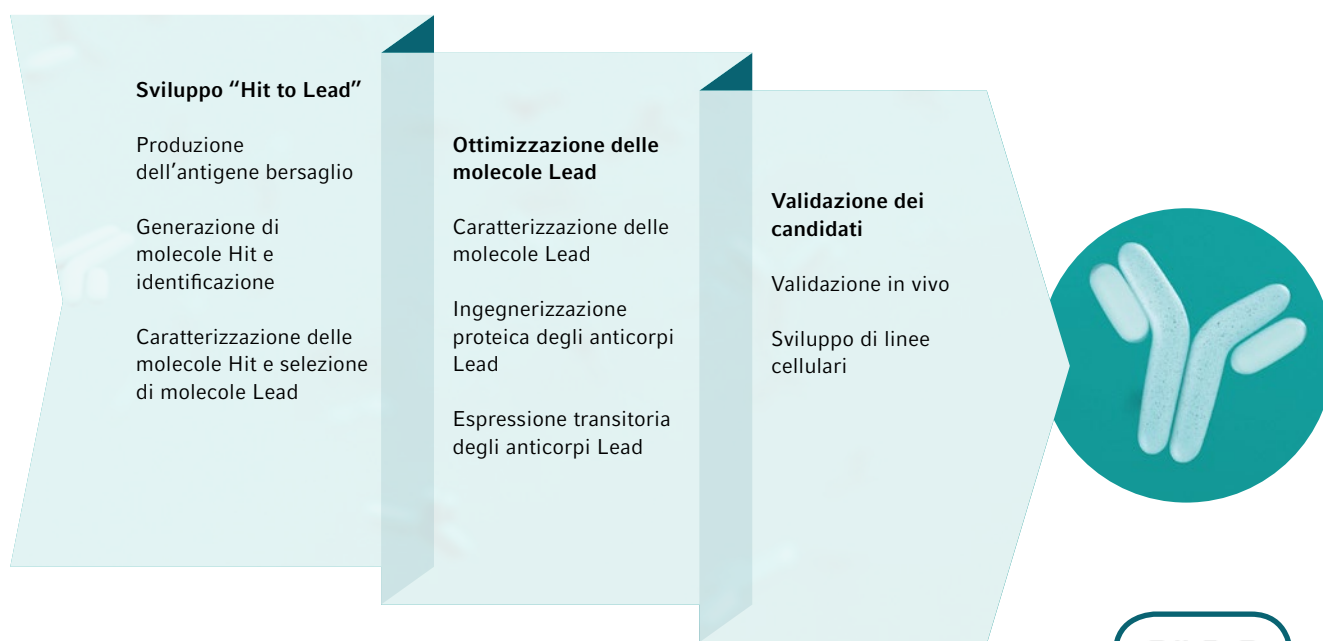 Sviluppo “Hit to Lead”
Produzione
dell’antigene bersaglio
Generazione di
molecole Hit e
identificazione
Caratterizzazione delle
molecole Hit e selezione
di molecole Lead
Ottimizzazione delle
molecole Lead
Caratterizzazione delle
molecole Lead
Ingegnerizzazione
proteica degli anticorpi
Lead
Espressione transitoria
degli anticorpi Lead
Validazione dei
candidati
Validazione in vivo
Sviluppo di linee
cellulari